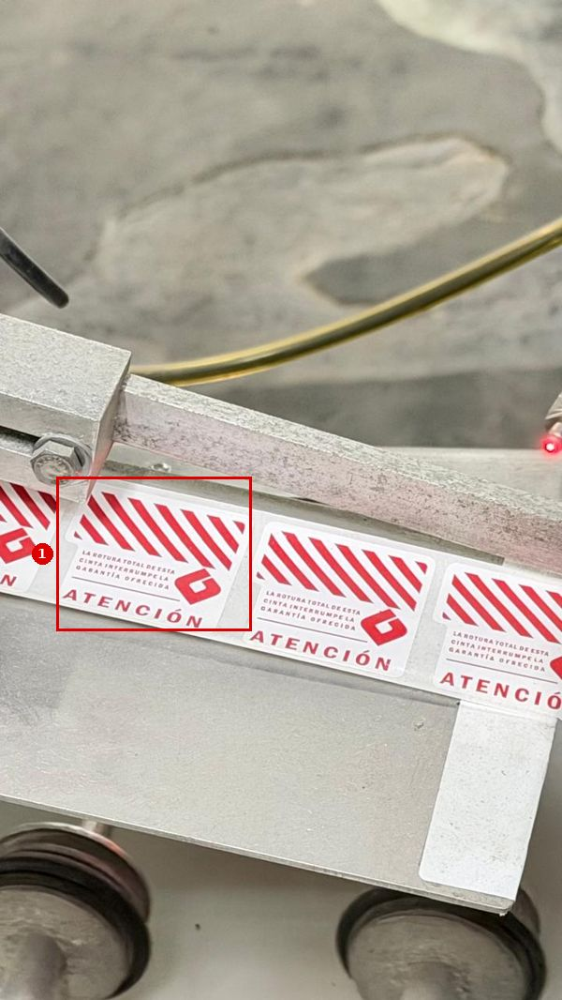 LA ROTURA TOTAL DE ESTA
CINTA INTERRUMPE LA
GARANTÍA OFRECIDA
ATENCIÓN
LA ROTURA TOTAL DE ESTA
CINTA INTERRUMPE LA
GARANTÍA OFRECIDA
ATENCIÓN
LA ROTURA TOTAL DE ESTA
CINTA INTERRUMPE LA
GARANTÍA OFRECIDA
ATENCIÓ
N
1